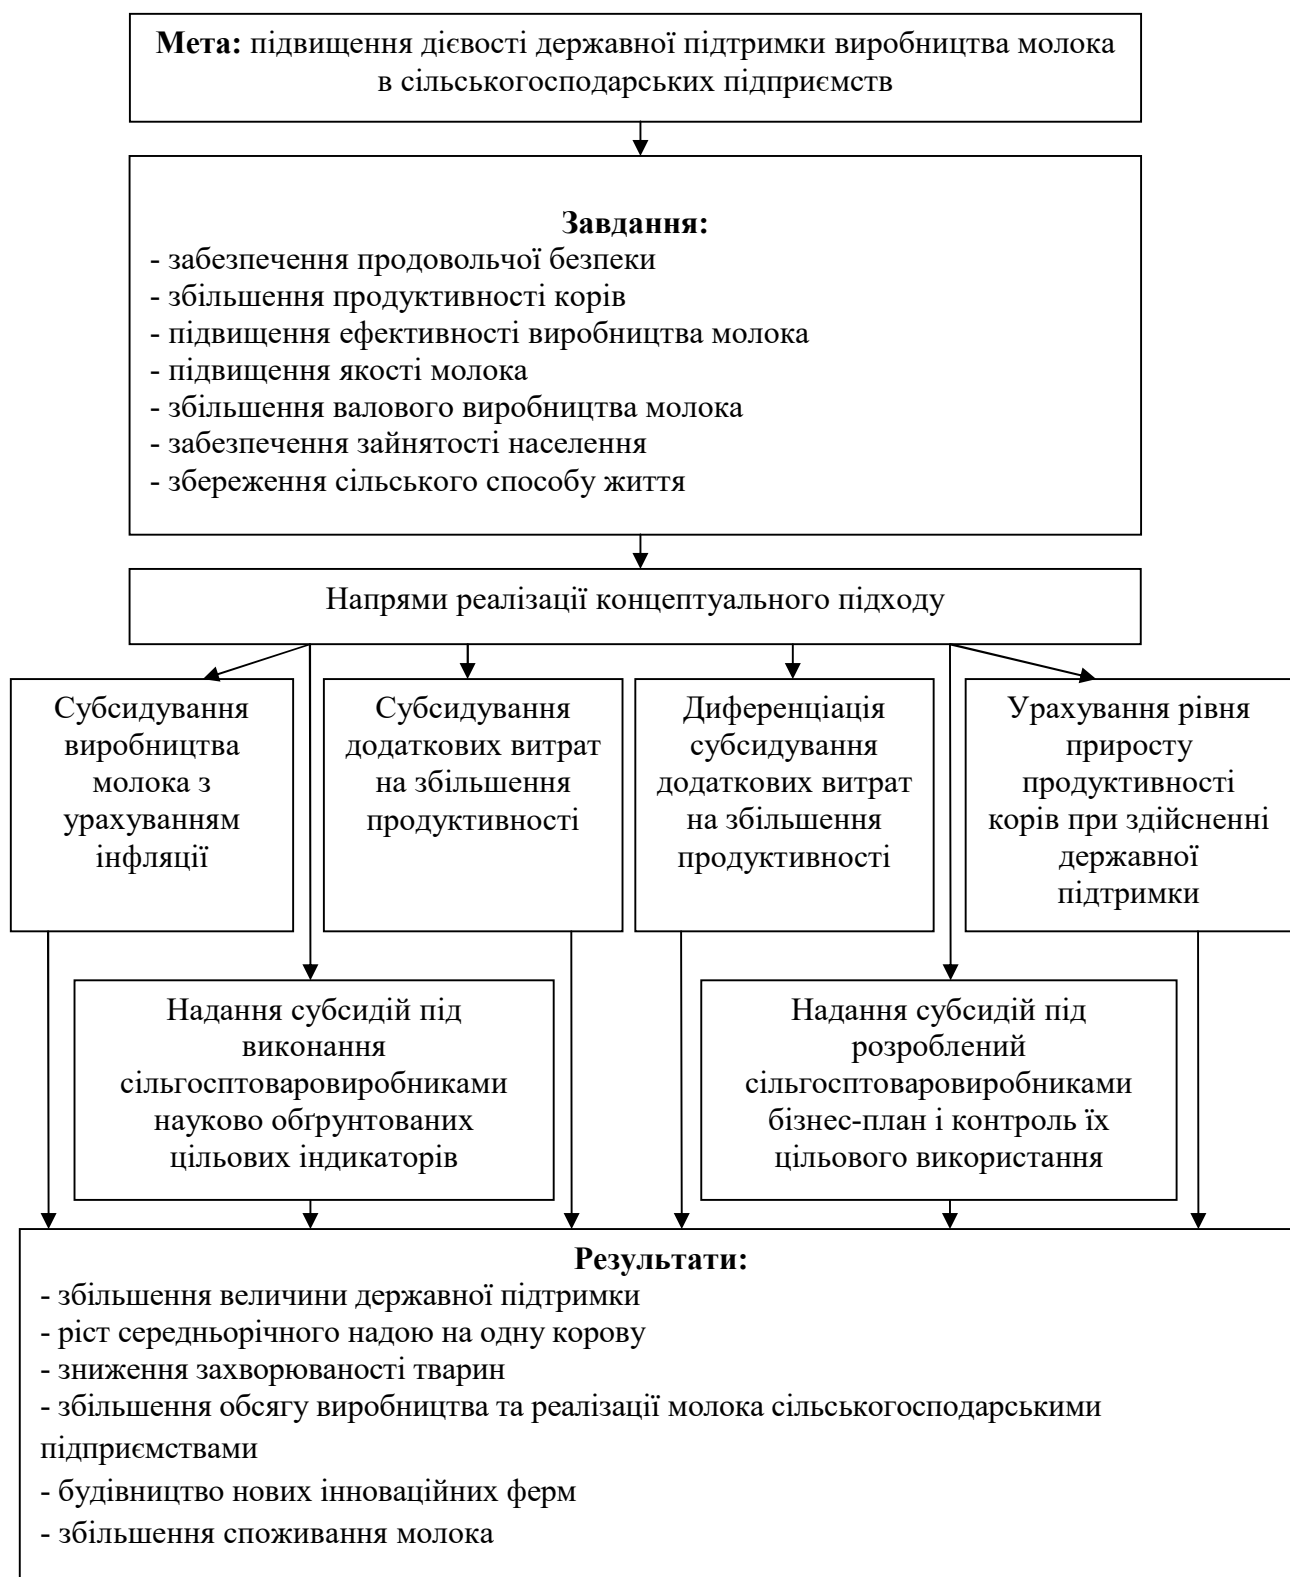 Мета: підвищення дієвості державної підтримки виробництва молока
в сільськогосподарських підприємств
Завдання:
- забезпечення продовольчої безпеки
- збільшення продуктивності корів
- підвищення ефективності виробництва молока
- підвищення якості молока
- збільшення валового виробництва молока
- забезпечення зайнятості населення
- збереження сільського способу життя
Напрями реалізації концептуального підходу
Субсидування
виробництва
молока з
урахуванням
інфляції
Субсидування
додаткових витрат
на збільшення
продуктивності
Диференціація
субсидування
додаткових витрат
на збільшення
продуктивності
Урахування рівня
приросту
продуктивності
корів при здійсненні
державної
підтримки
Надання субсидій під
виконання
сільгосптоваровиробниками
науково обґрунтованих
цільових індикаторів
Надання субсидій під
розроблений
сільгосптоваровиробниками
бізнес-план і контроль їх
цільового використання
Результати:
- збільшення величини державної підтримки
- ріст середньорічного надою на одну корову
- зниження захворюваності тварин
- збільшення обсягу виробництва та реалізації молока сільськогосподарськими
підприємствами
- будівництво нових інноваційних ферм
- збільшення споживання молока